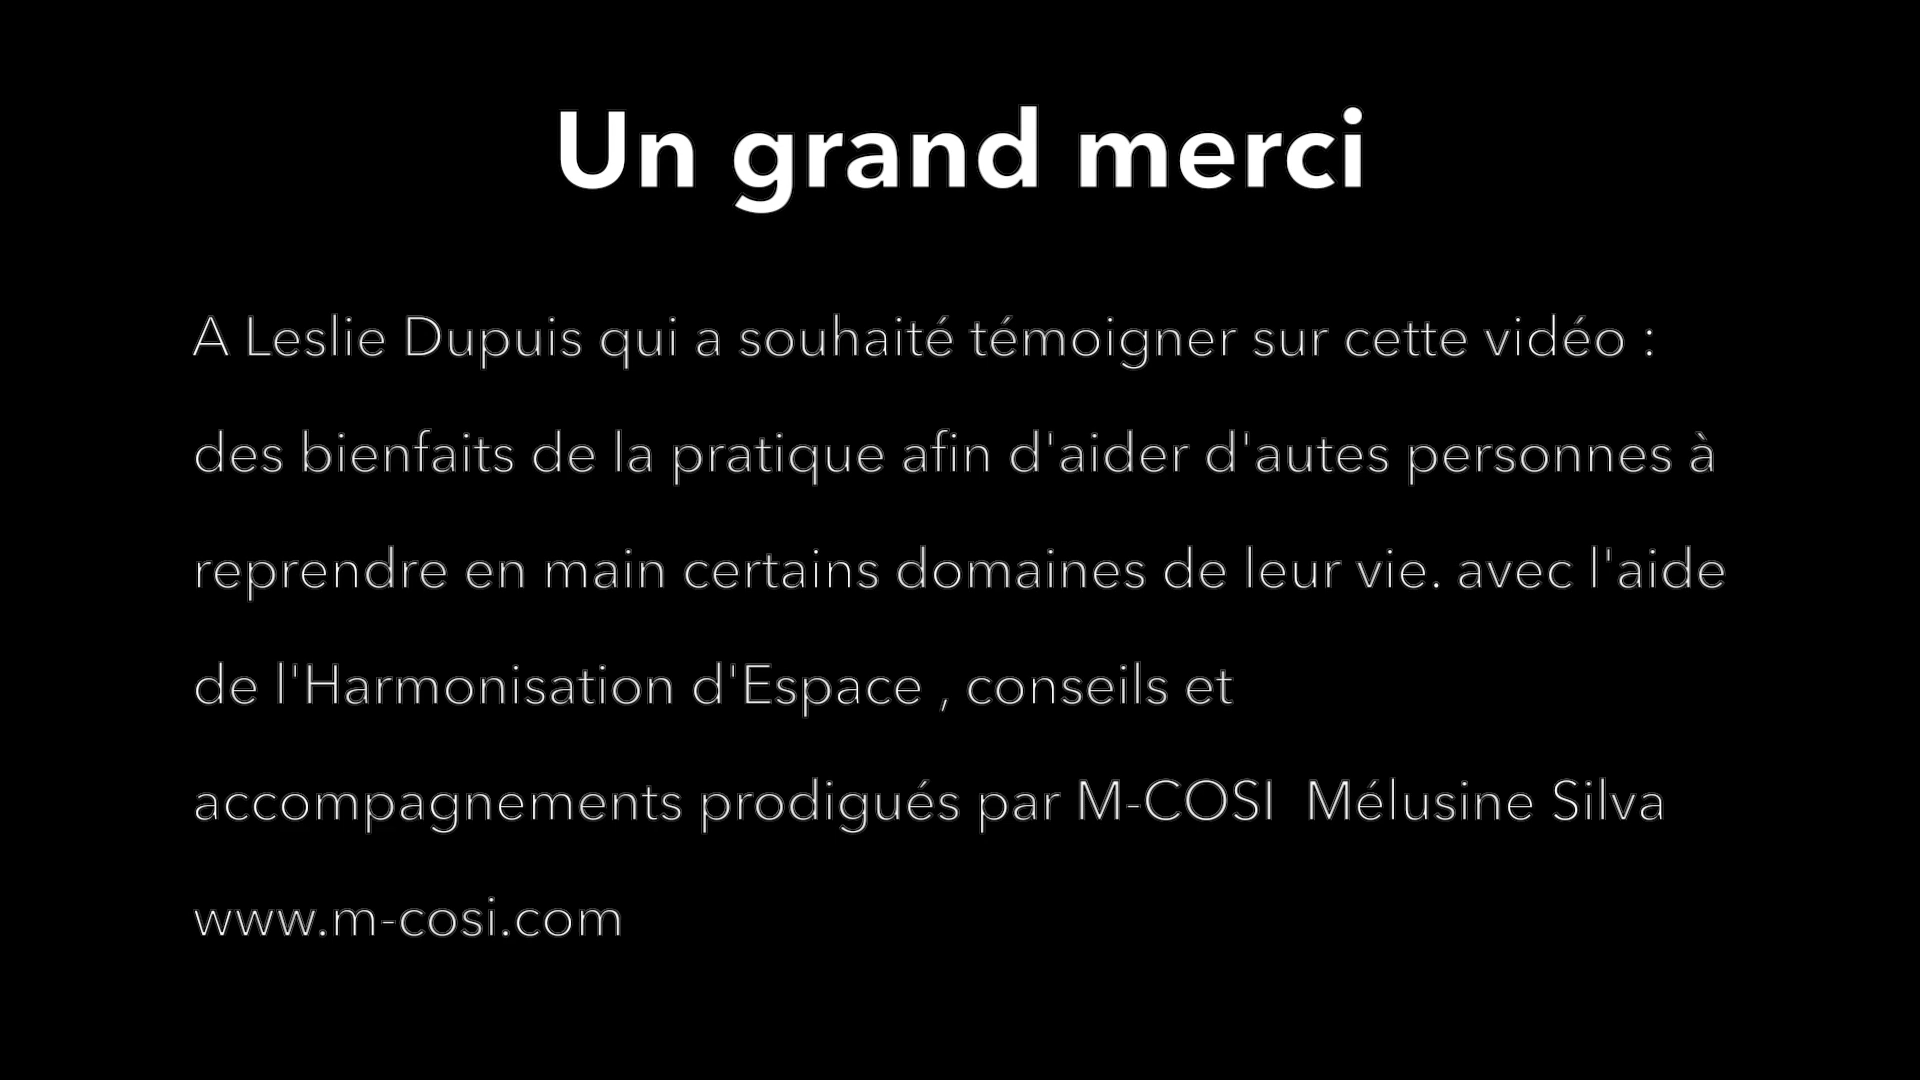 Un grand merci
A Leslie Dupuis qui a souhaité témoigner sur cette vidéo :
des bienfaits de la pratique afin d'aider d'autes personnes à
reprendre en main certains domaines de leur vie. avec l'aide
de l'Harmonisation d'Espace , conseils et
accompagnements prodigués par M-COSI  Mélusine Silva
www.m-cosi.com